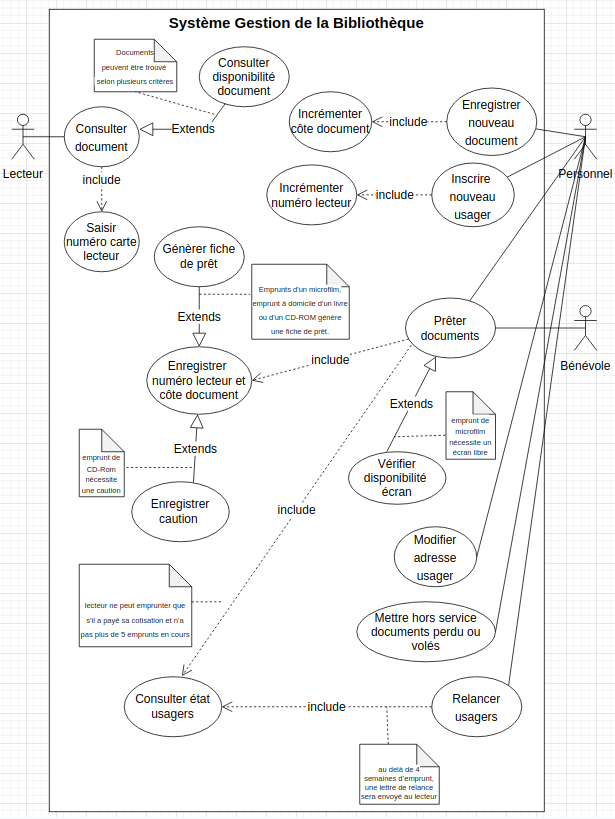 Système Gestion de la Bibliothèque
Documents
peuvent être trouvé
selon plusieurs critères
Consulter
disponibilité
document
Consulter
document
Extends
Lecteur
include
Saisir
numéro carte
lecteur
Incrémenter
côte document
include
Enregistrer
nouveau
document
Personnel
Incrémenter
numéro lecteur
include
Inscrire
nouveau
usager
Génèrer fiche
de prêt
Emprunts d'un microfilm,
emprunt à domicile d'un livre
ou d'un CD-ROM génère
une fiche de prêt.
Extends
Prêter
documents
Bénévole
include
Enregistrer
numéro lecteur et
côte document
Extends
emprunt de
microfilm
nécessite un
écran libre
Extends
emprunt de
CD-Rom
nécessite
une caution
Vérifier
disponibilité
écran
Enregistrer
caution
include
Modifier
adresse
usager
lecteur ne peut emprunter que
s'il a payé sa cotisation et n'a
pas plus de 5 emprunts en cours
Mettre hors service
documents perdu ou
volés
Consulter état
usagers
include
Relancer
usagers
au delà de 4
semaines d'emprunt,
une lettre de relance
sera envoyé au lecteur